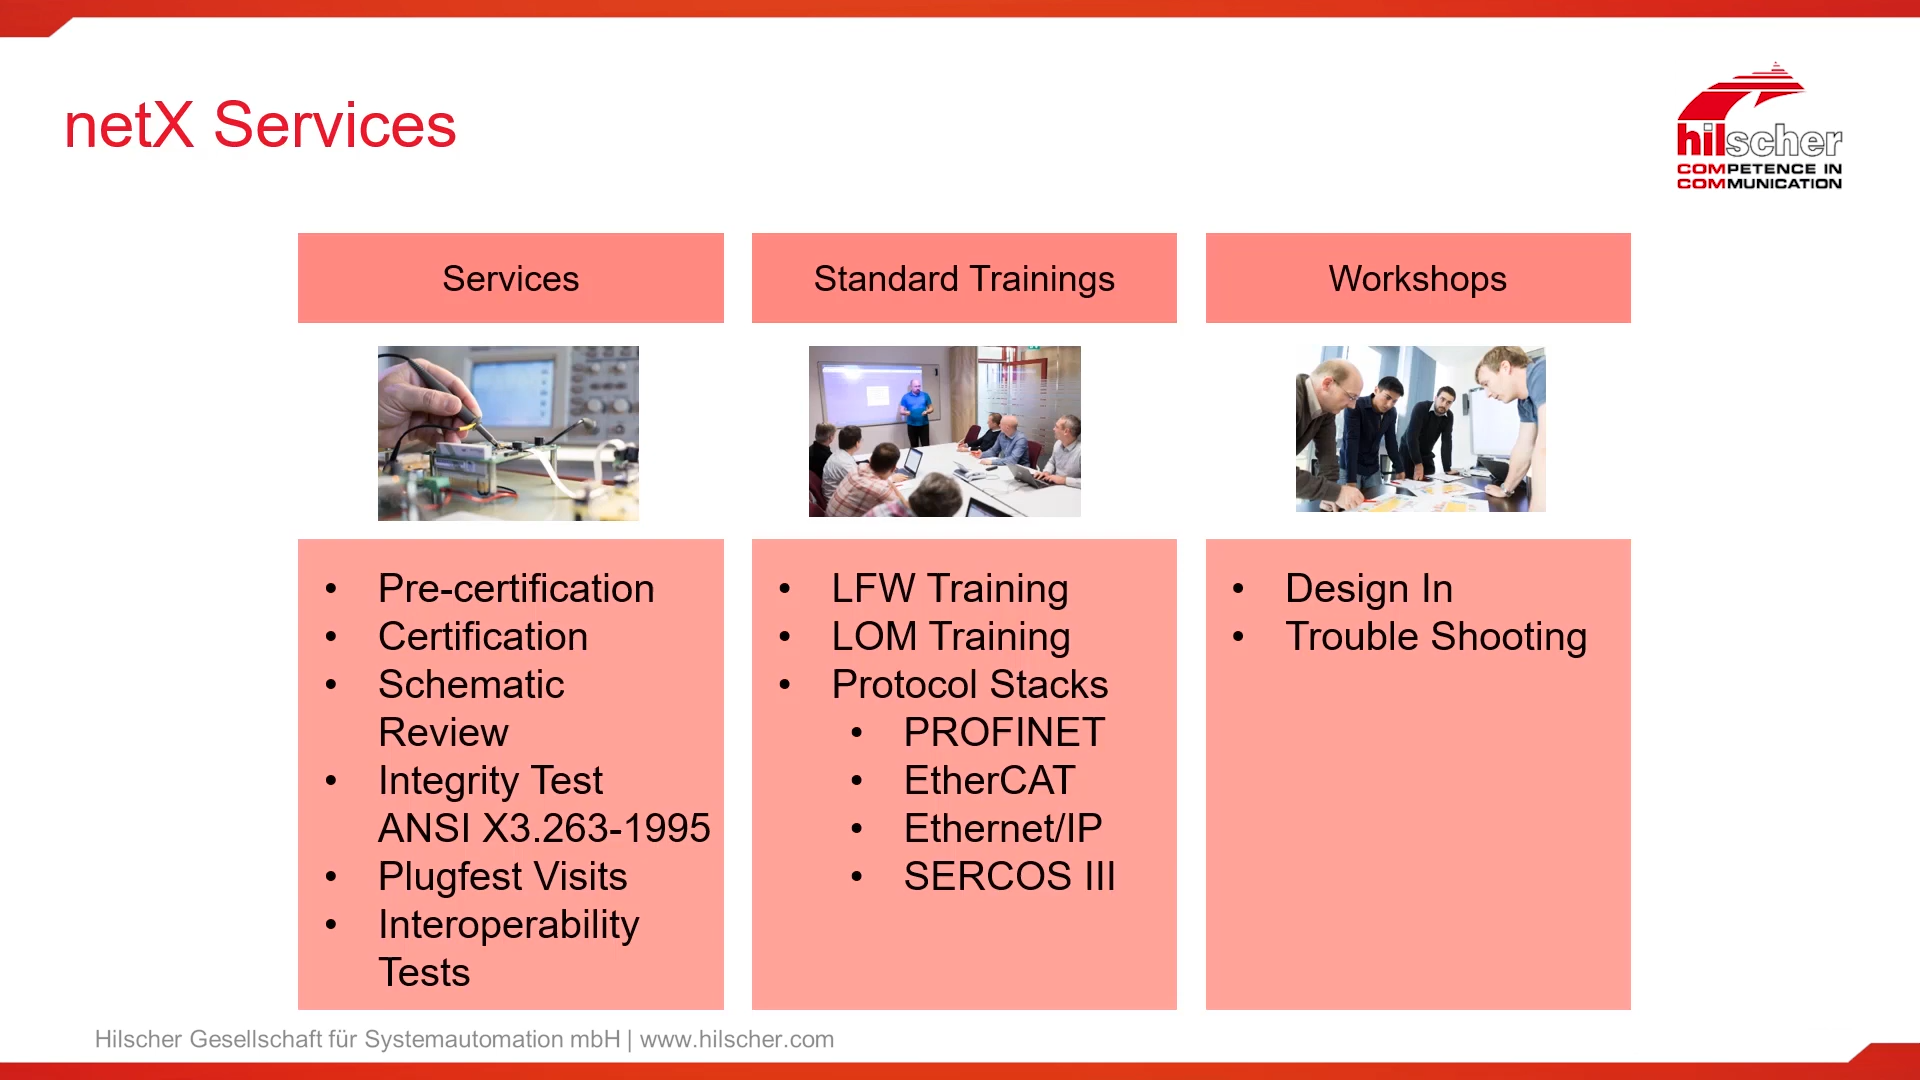 netX Services
hilscher
COMPETENCE IN
COMMUNICATION
Services
Standard Trainings
Workshops
• Pre-certification
• Certification
• Schematic
Review
• Integrity Test
ANSI X3.263-1995
• Plugfest Visits
• Interoperability
Tests
• LFW Training
• LOM Training
• Protocol Stacks
• PROFINET
• EtherCAT
• Ethernet/IP
• SERCOS III
• Design In
• Trouble Shooting
Hilscher Gesellschaft für Systemautomation mbH | www.hilscher.com